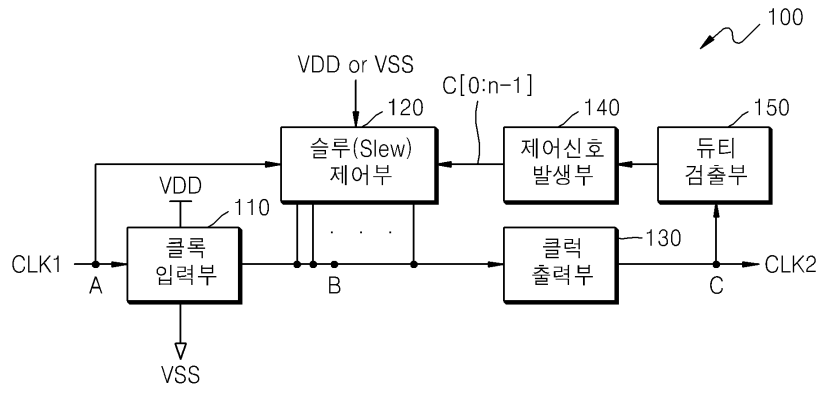 100
VDD or VSS
C[0:n-1]
120
140
150
슬루(Slew)
제어부
제어신호
발생부
듀티
검출부
VDD
110
130
클록
입력부
클럭
출력부
CLK1
A
B
C
CLK2
VSS